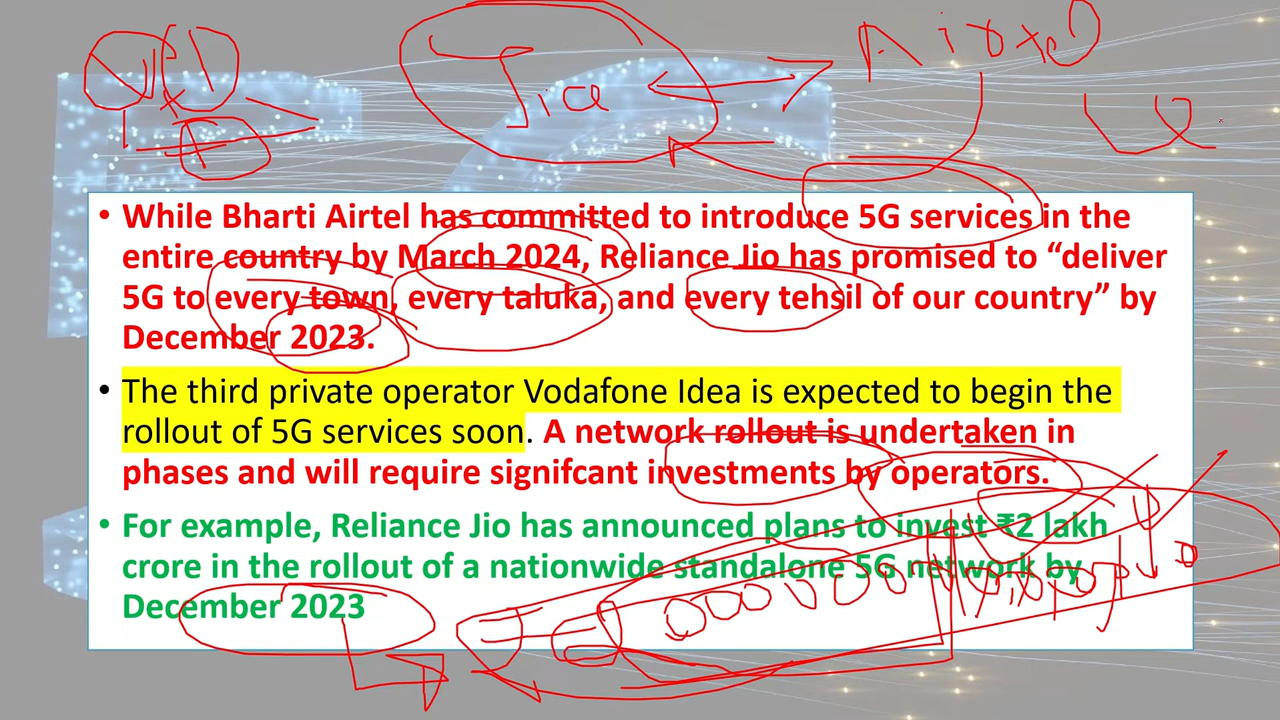 Airtel
• While Bharti Airtel has committed to introduce 5G services in the
entire country by March 2024, Reliance Jio has promised to “deliver
5G to every town, every taluka, and every tehsil of our country” by
December 2023.
• The third private operator Vodafone Idea is expected to begin the
rollout of 5G services soon. A network rollout is undertaken in
phases and will require signifcant investments by operators.
• For example, Reliance Jio has announced plans to invest ₹2 lakh
crore in the rollout of a nationwide standalone 5G network by
December 2023